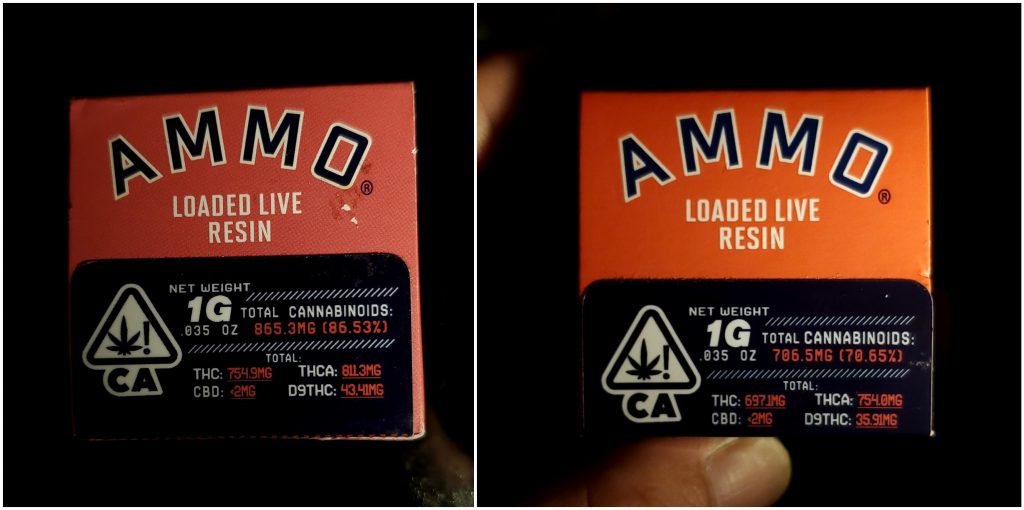 AMMO®
LOADED LIVE
RESIN
NET WEIGHT
1G
.035 OZ
TOTAL CANNABINOIDS:
865.3MG (86.53%)
TOTAL:
THC: 754.9MG THCA: 811.3MG
CBD: <2MG D9THC: 43.41MG
CA
AMMO®
LOADED LIVE
RESIN
NET WEIGHT
1G
.035 OZ
TOTAL CANNABINOIDS:
706.5MG (70.65%)
TOTAL:
THC: 697.1MG THCA: 754.0MG
CBD: <2MG D9THC: 35.91MG
CA